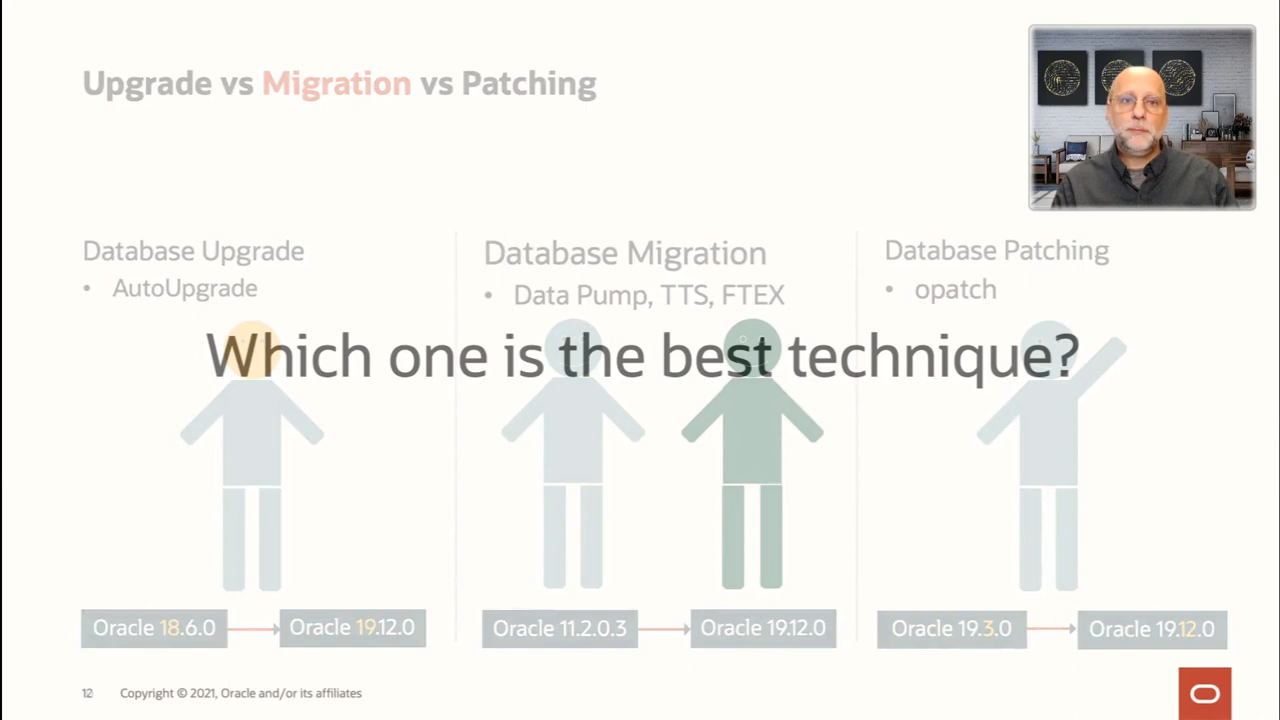 Upgrade vs Migration vs Patching
Database Upgrade
• AutoUpgrade
Database Migration
• Data Pump, TTS, FTEX
Database Patching
• opatch
Which one is the best technique?
Oracle 18.6.0
Oracle 19.12.0
Oracle 11.2.0.3
Oracle 19.12.0
Oracle 19.3.0
Oracle 19.12.0
12
Copyright © 2021, Oracle and/or its affiliates